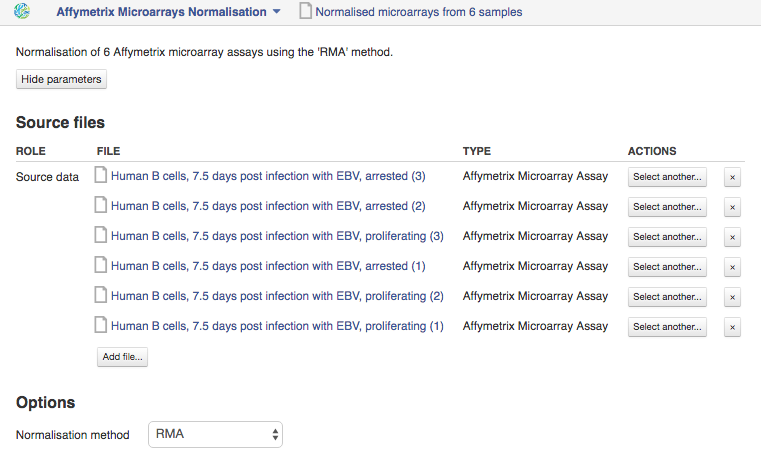 Affymetrix Microarrays Normalisation Normalised microarrays from 6 samples
Normalisation of 6 Affymetrix microarray assays using the 'RMA' method.
Hide parameters
Source files
ROLE FILE TYPE ACTIONS
Source data Human B cells, 7.5 days post infection with EBV, arrested (3) Affymetrix Microarray Assay Select another... ×
Human B cells, 7.5 days post infection with EBV, arrested (2) Affymetrix Microarray Assay Select another... ×
Human B cells, 7.5 days post infection with EBV, proliferating (3) Affymetrix Microarray Assay Select another... ×
Human B cells, 7.5 days post infection with EBV, arrested (1) Affymetrix Microarray Assay Select another... ×
Human B cells, 7.5 days post infection with EBV, proliferating (2) Affymetrix Microarray Assay Select another... ×
Human B cells, 7.5 days post infection with EBV, proliferating (1) Affymetrix Microarray Assay Select another... ×
Add file...
Options
Normalisation method RMA